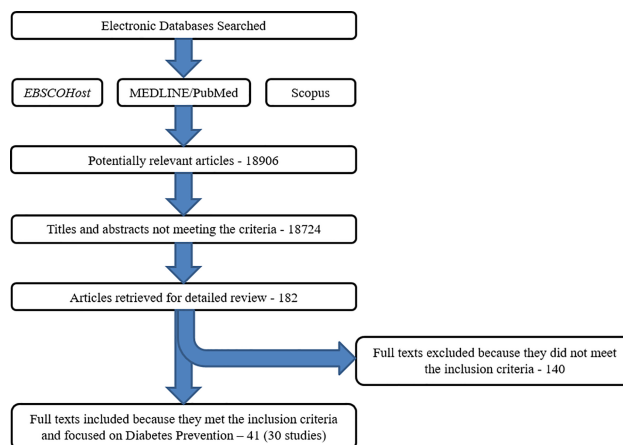 Electronic Databases Searched
EBSCOHost
MEDLINE/PubMed
Scopus
Potentially relevant articles - 18906
Titles and abstracts not meeting the criteria - 18724
Articles retrieved for detailed review - 182
Full texts excluded because they did not meet
the inclusion criteria - 140
Full texts included because they met the inclusion criteria
and focused on Diabetes Prevention – 41 (30 studies)